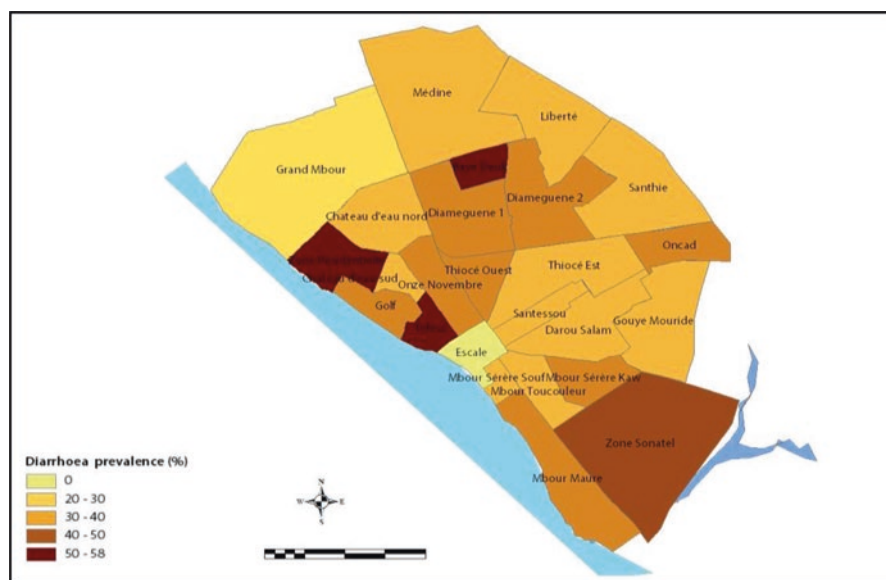 Médine
Liberté
Grand Mbour
Santhie
Diameguene 2
Chateau d'eau nord
Diameguene 1
Oncad
Thiocé Ouest
Thiocé Est
Onze Novembre
Golf
Santessou
Gouye Mouride
Darou Salam
Escale
Mbour Sérère Souf
Mbour Sérère Kaw
Mbour Toucouleur
Zone Sonatel
Mbour Maure
Diarrhoea prevalence (%)
0
20 - 30
30 - 40
40 - 50
50 - 58
N
W
E
S